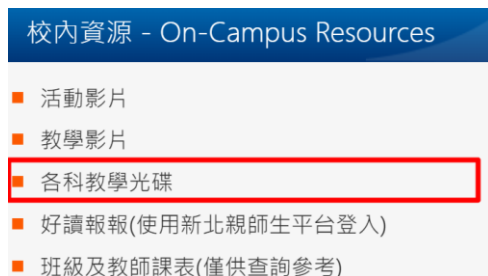 校內資源 - On-Campus Resources
活動影片
教學影片
各科教學光碟
好讀報報(使用新北親師生平台登入)
班級及教師課表(僅供查詢參考)